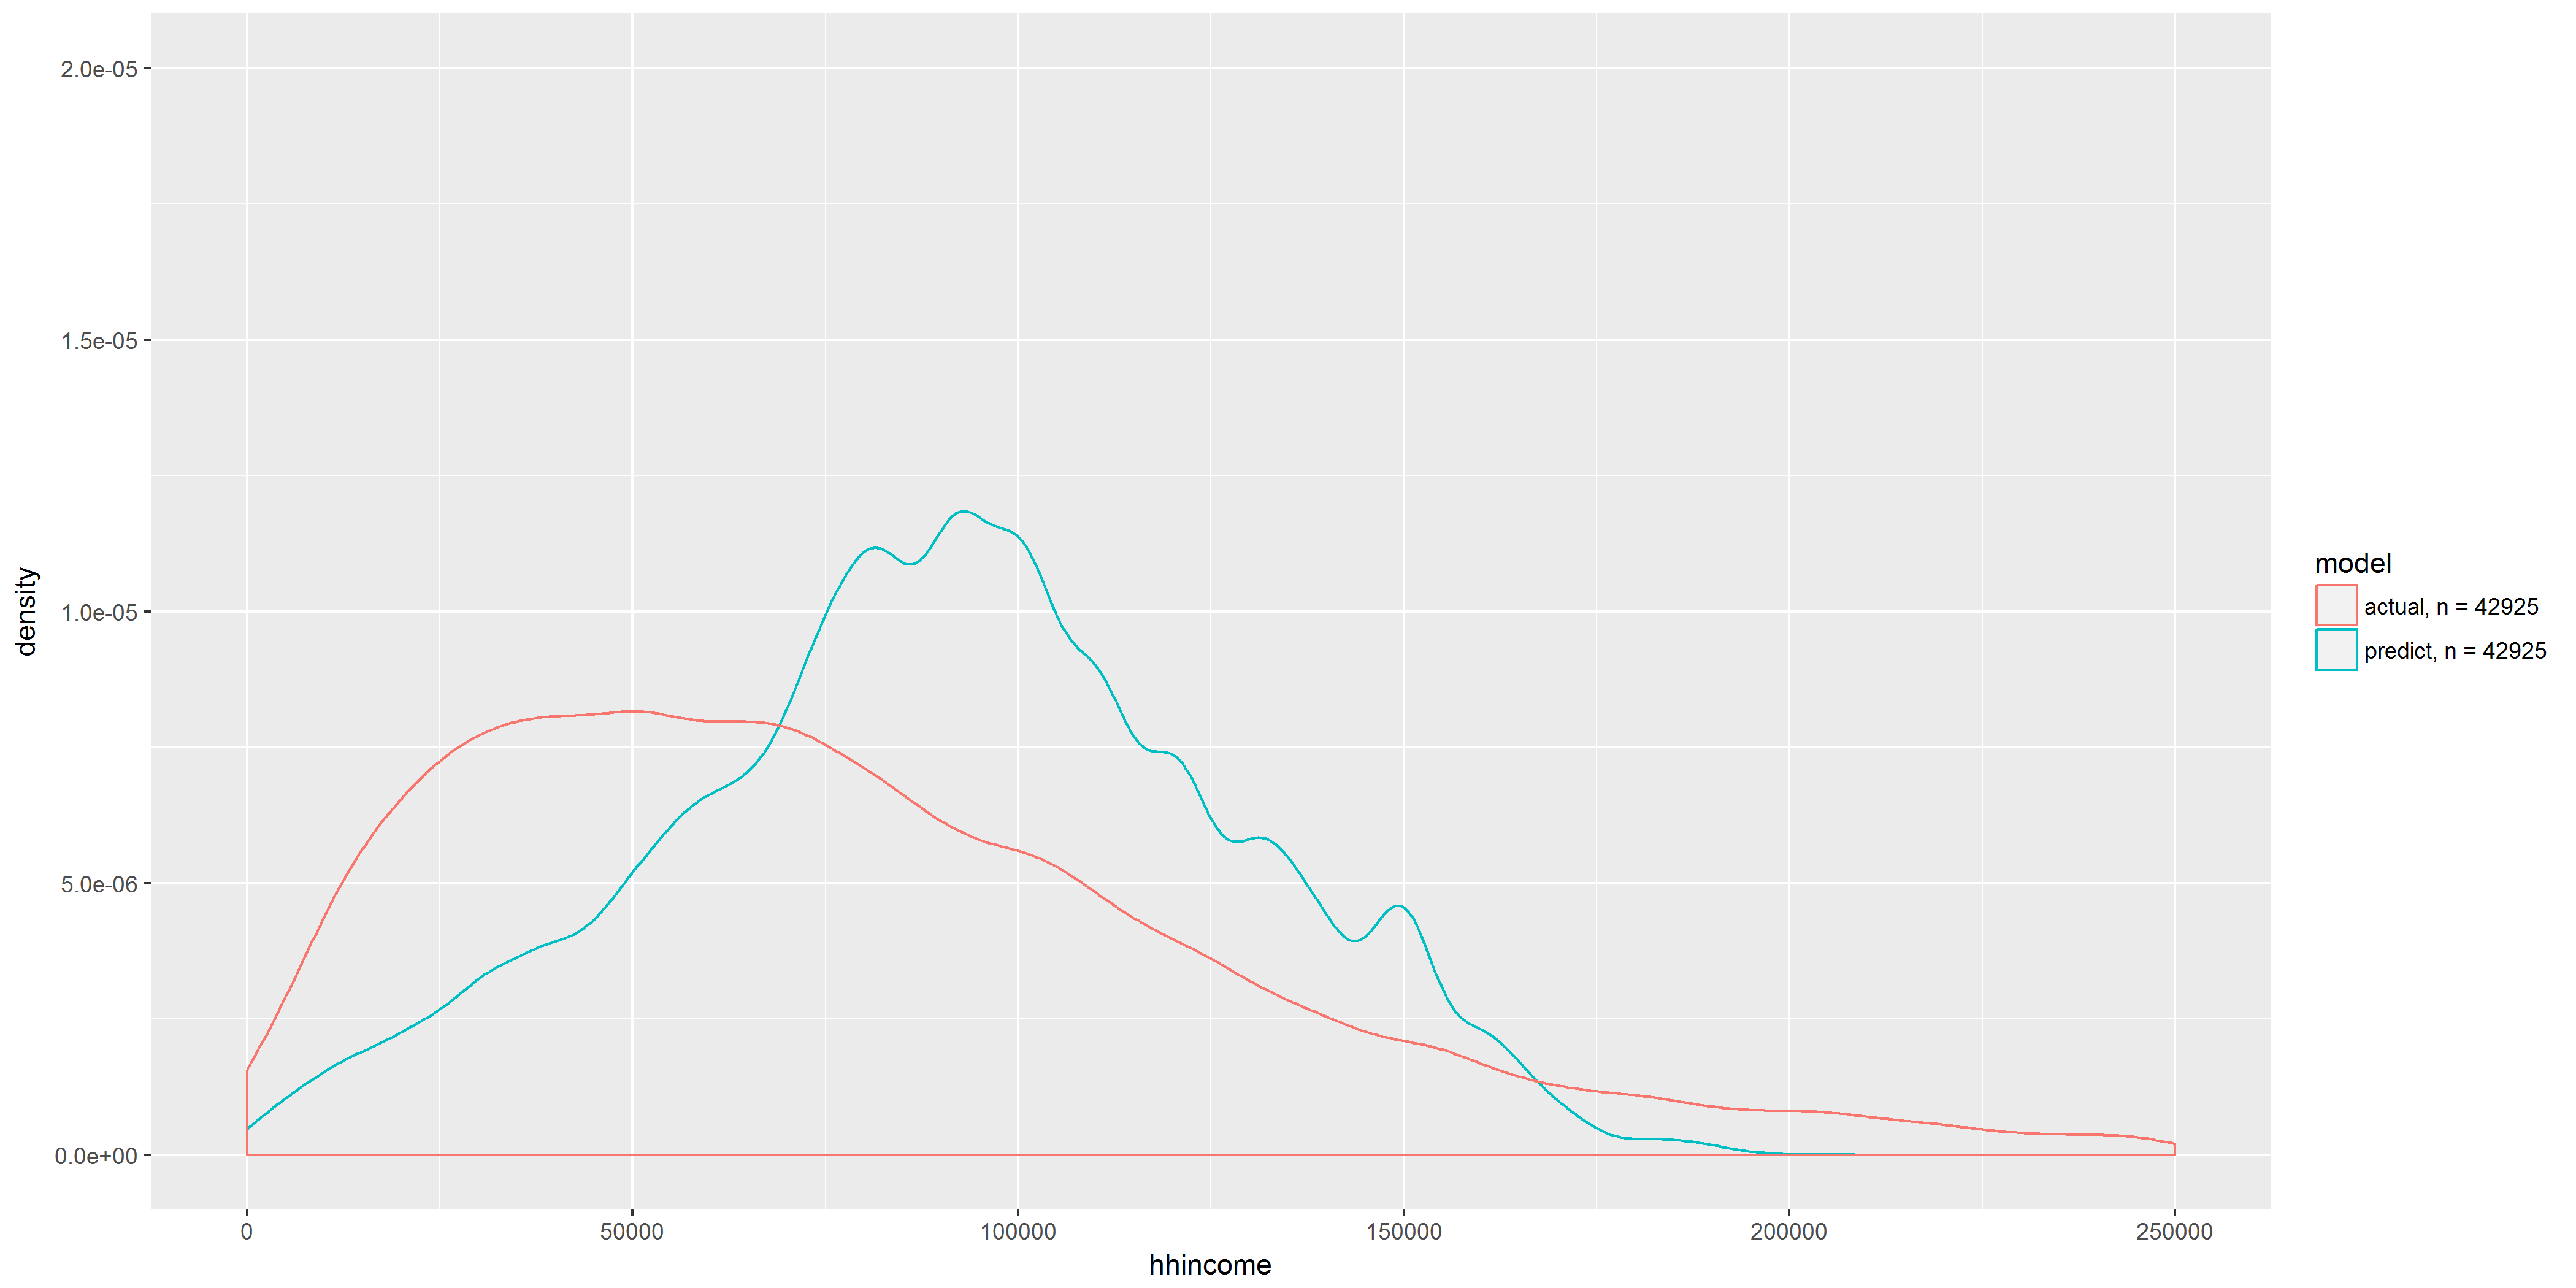 2.0e-05
1.5e-05
1.0e-05
5.0e-06
0.0e+00
density
0 50000 100000 150000 200000 250000
hhincome
model
actual, n = 42925
predict, n = 42925